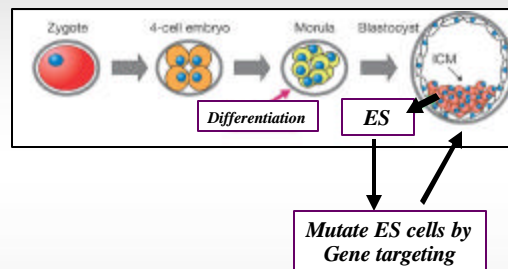 Zygote
4-cell embryo
Morula
Blastocyst
ICM
Differentiation
ES
Mutate ES cells by
Gene targeting